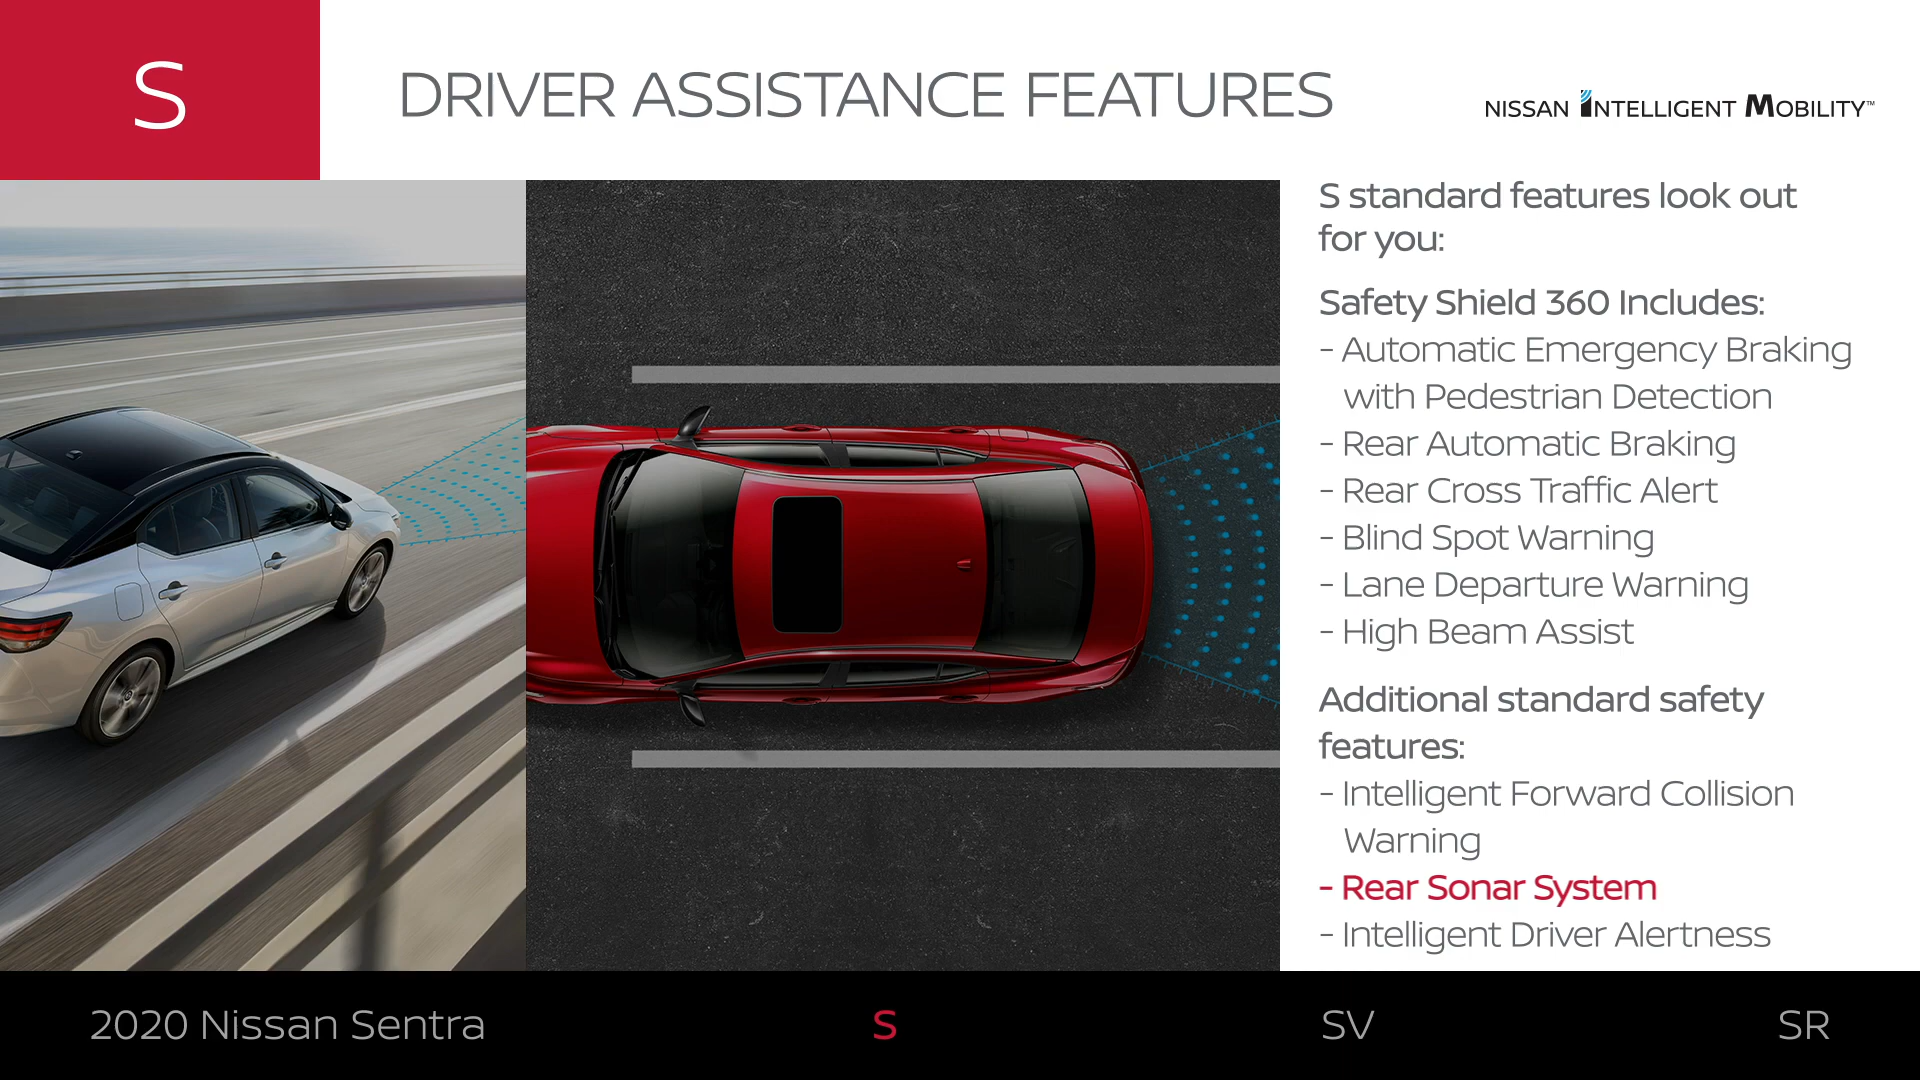 S
DRIVER ASSISTANCE FEATURES
NISSAN INTELLIGENT MOBILITY™
S standard features look out
for you:
Safety Shield 360 Includes:
- Automatic Emergency Braking
with Pedestrian Detection
- Rear Automatic Braking
- Rear Cross Traffic Alert
- Blind Spot Warning
- Lane Departure Warning
- High Beam Assist
Additional standard safety
features:
- Intelligent Forward Collision
Warning
- Rear Sonar System
- Intelligent Driver Alertness
2020 Nissan Sentra
S
SV
SR